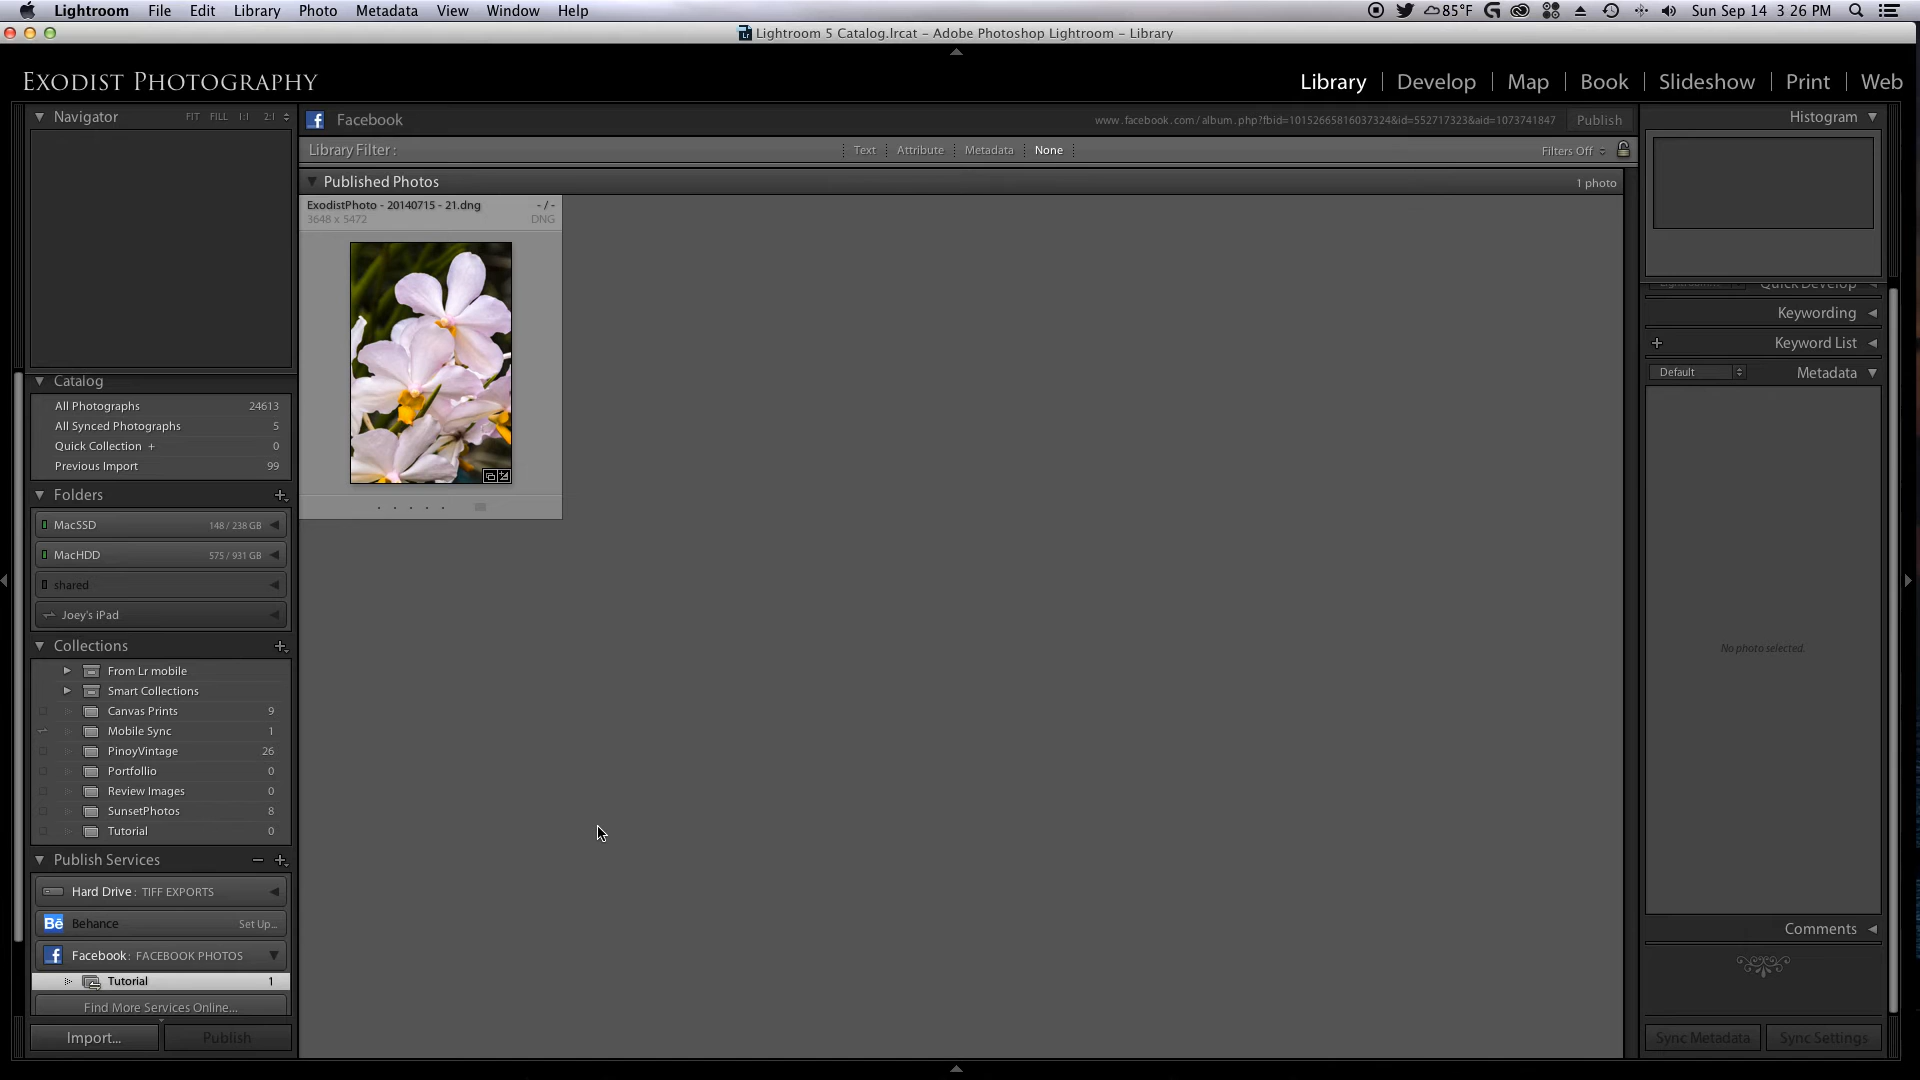 Lightroom File Edit Library Photo Metadata View Window Help 85°F Sun Sep 14 3:26 PM
Lightroom 5 Catalog.lrcat – Adobe Photoshop Lightroom – Library
EXODIST PHOTOGRAPHY Library Develop Map Book Slideshow Print Web
Navigator FIT FILL 1:1 2:1
Facebook www.facebook.com/album.php?fbid=10152665816037324&id=552717323&aid=1073741847 Publish
Histogram
Library Filter : Text Attribute Metadata None Filters Off
Published Photos 1 photo
ExodistPhoto - 20140715 - 21.dng - / -
3648 x 5472 DNG
Quick Develop
Keywording
Keyword List
Default Metadata
No photo selected.
Comments
Sync Metadata Sync Settings
Catalog
All Photographs 24613
All Synced Photographs 5
Quick Collection + 0
Previous Import 99
Folders
MacSSD 148 / 238 GB
MacHDD 575 / 931 GB
shared
Joey's iPad
Collections
From Lr mobile
Smart Collections
Canvas Prints 9
Mobile Sync 1
PinoyVintage 26
Portfollio 0
Review Images 0
SunsetPhotos 8
Tutorial 0
Publish Services
Hard Drive : TIFF EXPORTS
Bē Behance Set Up...
Facebook : FACEBOOK PHOTOS
Tutorial 1
Find More Services Online...
Import... Publish